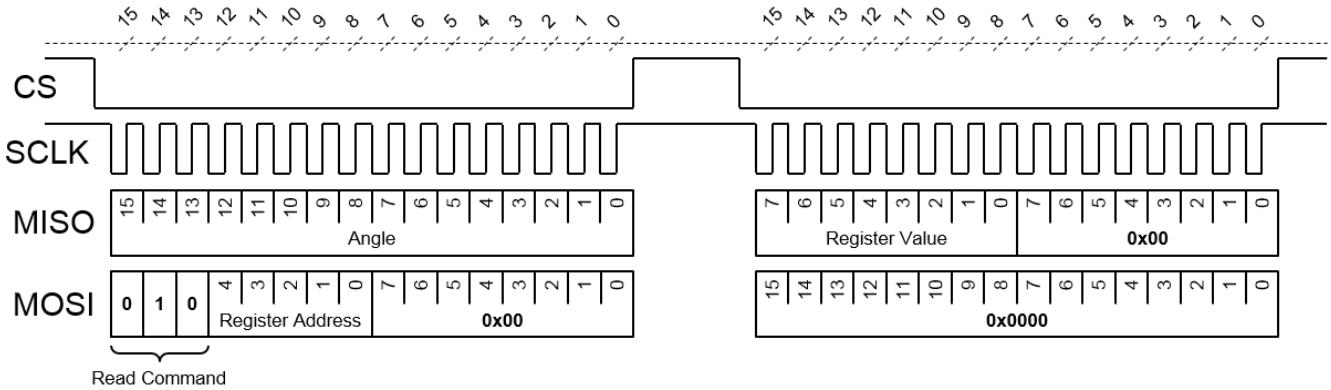 15 14 13 12 11 10 9 8 7 6 5 4 3 2 1 0 15 14 13 12 11 10 9 8 7 6 5 4 3 2 1 0
CS
SCLK
MISO 15 14 13 12 11 10 9 8 7 6 5 4 3 2 1 0 7 6 5 4 3 2 1 0 7 6 5 4 3 2 1 0
Angle Register Value 0x00
MOSI 0 1 0 4 3 2 1 0 7 6 5 4 3 2 1 0 15 14 13 12 11 10 9 8 7 6 5 4 3 2 1 0
Register Address 0x00 0x0000
Read Command